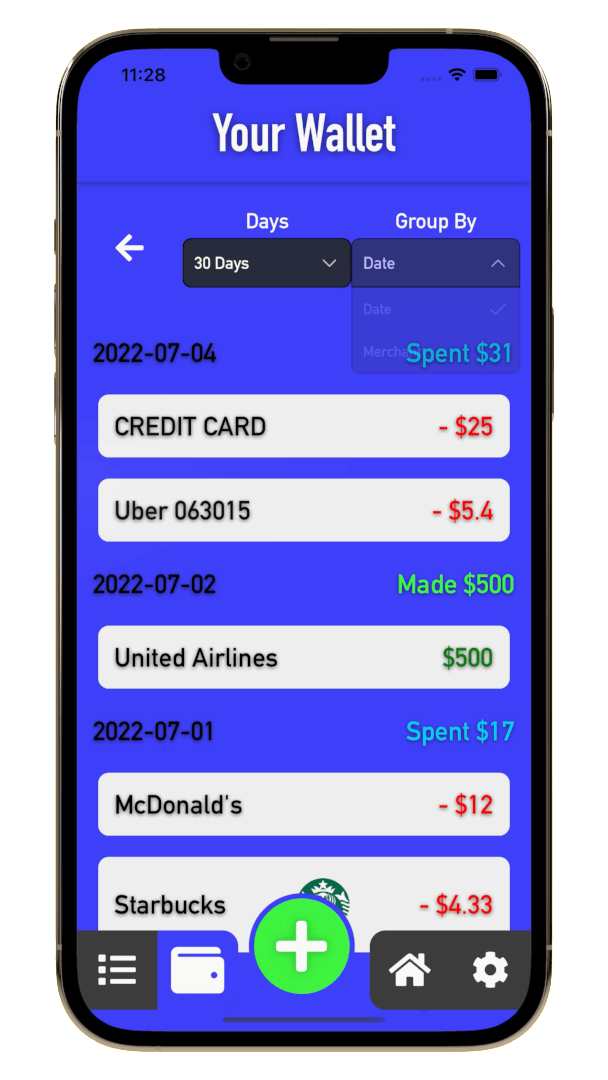 11:28
Your Wallet
Days
Group By
30 Days
Date
Date
2022-07-04
Spent $31
CREDIT CARD
- $25
Uber 063015
- $5.4
2022-07-02
Made $500
United Airlines
$500
2022-07-01
Spent $17
McDonald's
- $12
Starbucks
- $4.33